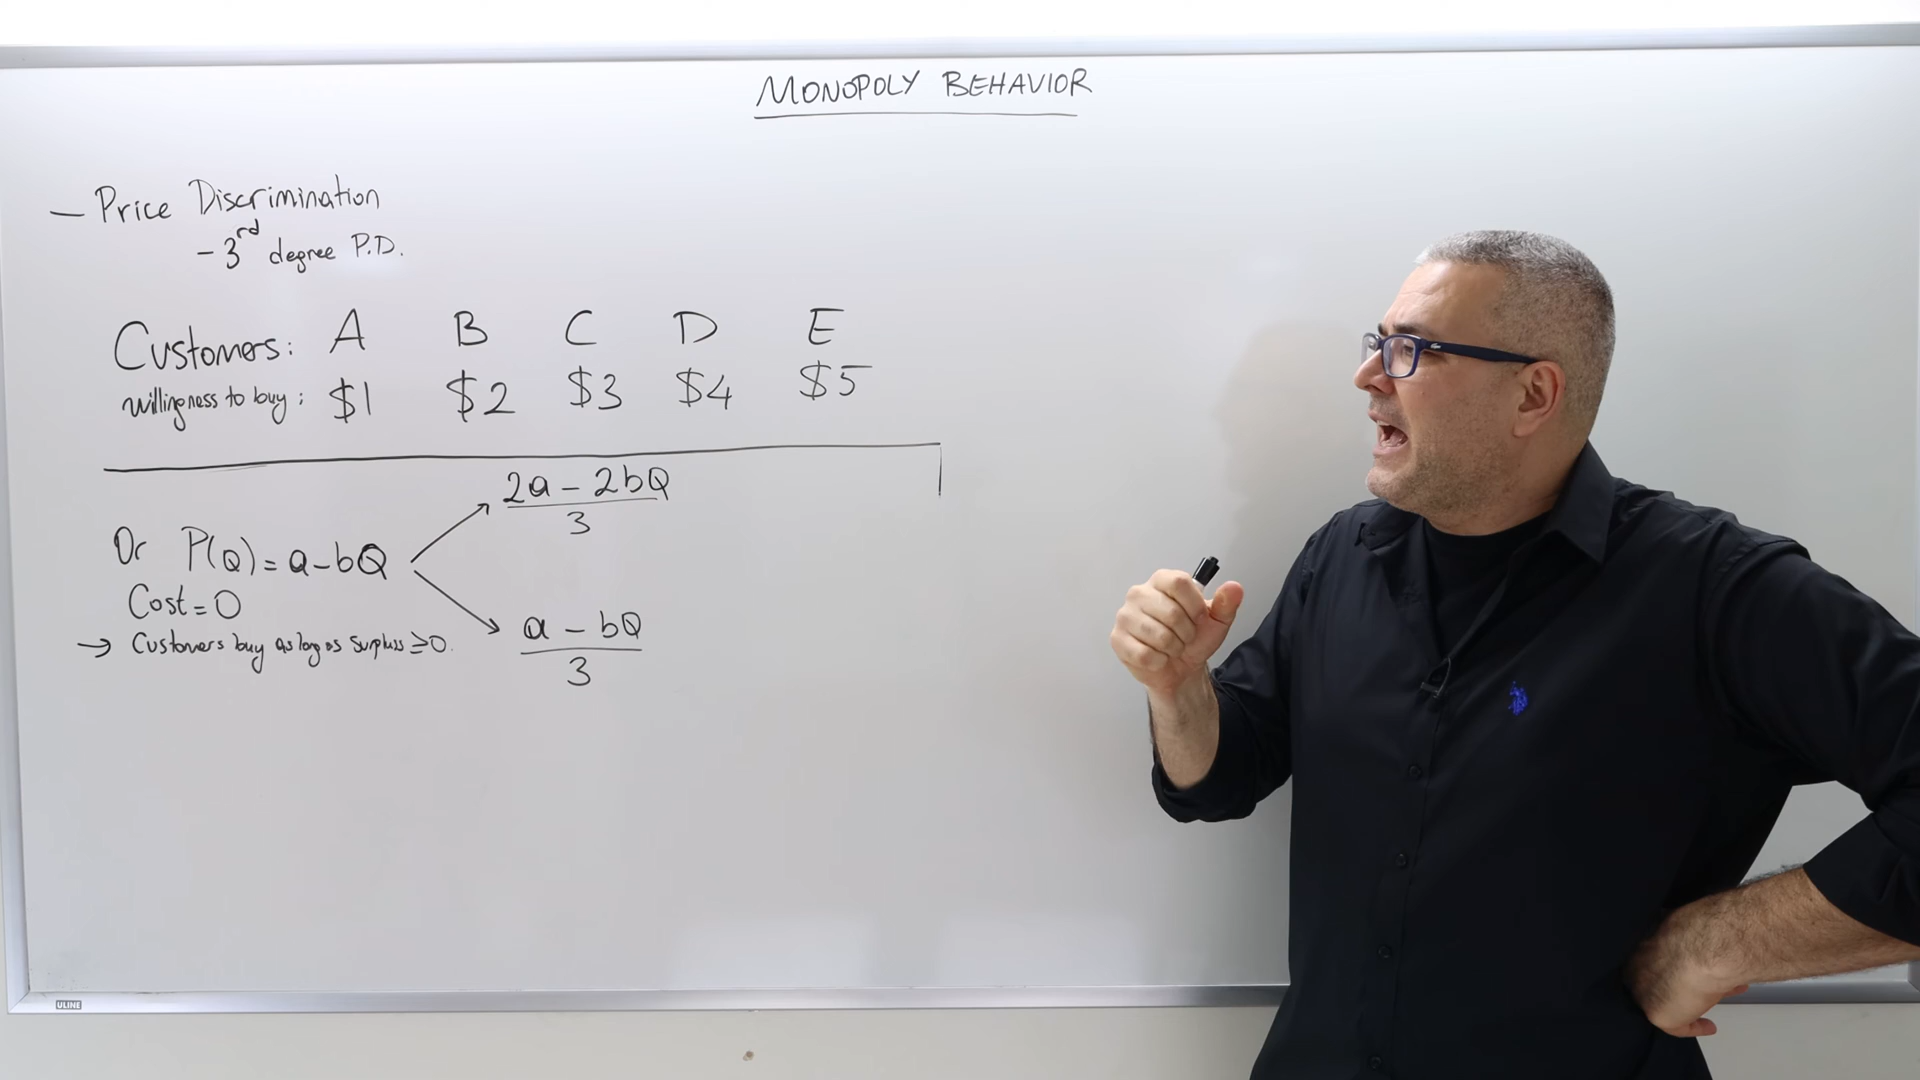 MONOPOLY BEHAVIOR
— Price Discrimination
- 3rd degree P.D.
Customers: A B C D E
willingness to buy: $1 $2 $3 $4 $5
2a - 2bQ
3
Or P(Q) = a - bQ
Cost = 0
a - bQ
3
→ Customers buy as long as surpluss ≥ 0.
ULINE